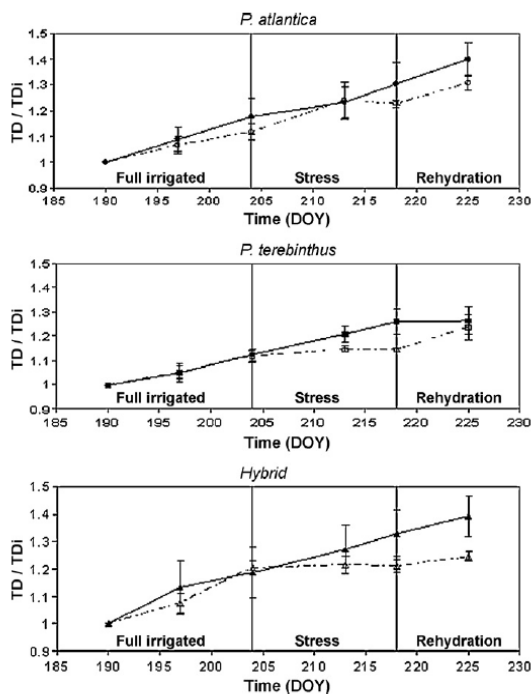 P. atlantica
TD / TDi
1.5
1.4
1.3
1.2
1.1
1
0.9
Full irrigated Stress Rehydration
185 190 195 200 205 210 215 220 225 230
Time (DOY)
P. terebinthus
TD / TDi
1.5
1.4
1.3
1.2
1.1
1
0.9
Full irrigated Stress Rehydration
185 190 195 200 205 210 215 220 225 230
Time (DOY)
Hybrid
TD / TDi
1.5
1.4
1.3
1.2
1.1
1
0.9
Full irrigated Stress Rehydration
185 190 195 200 205 210 215 220 225 230
Time (DOY)